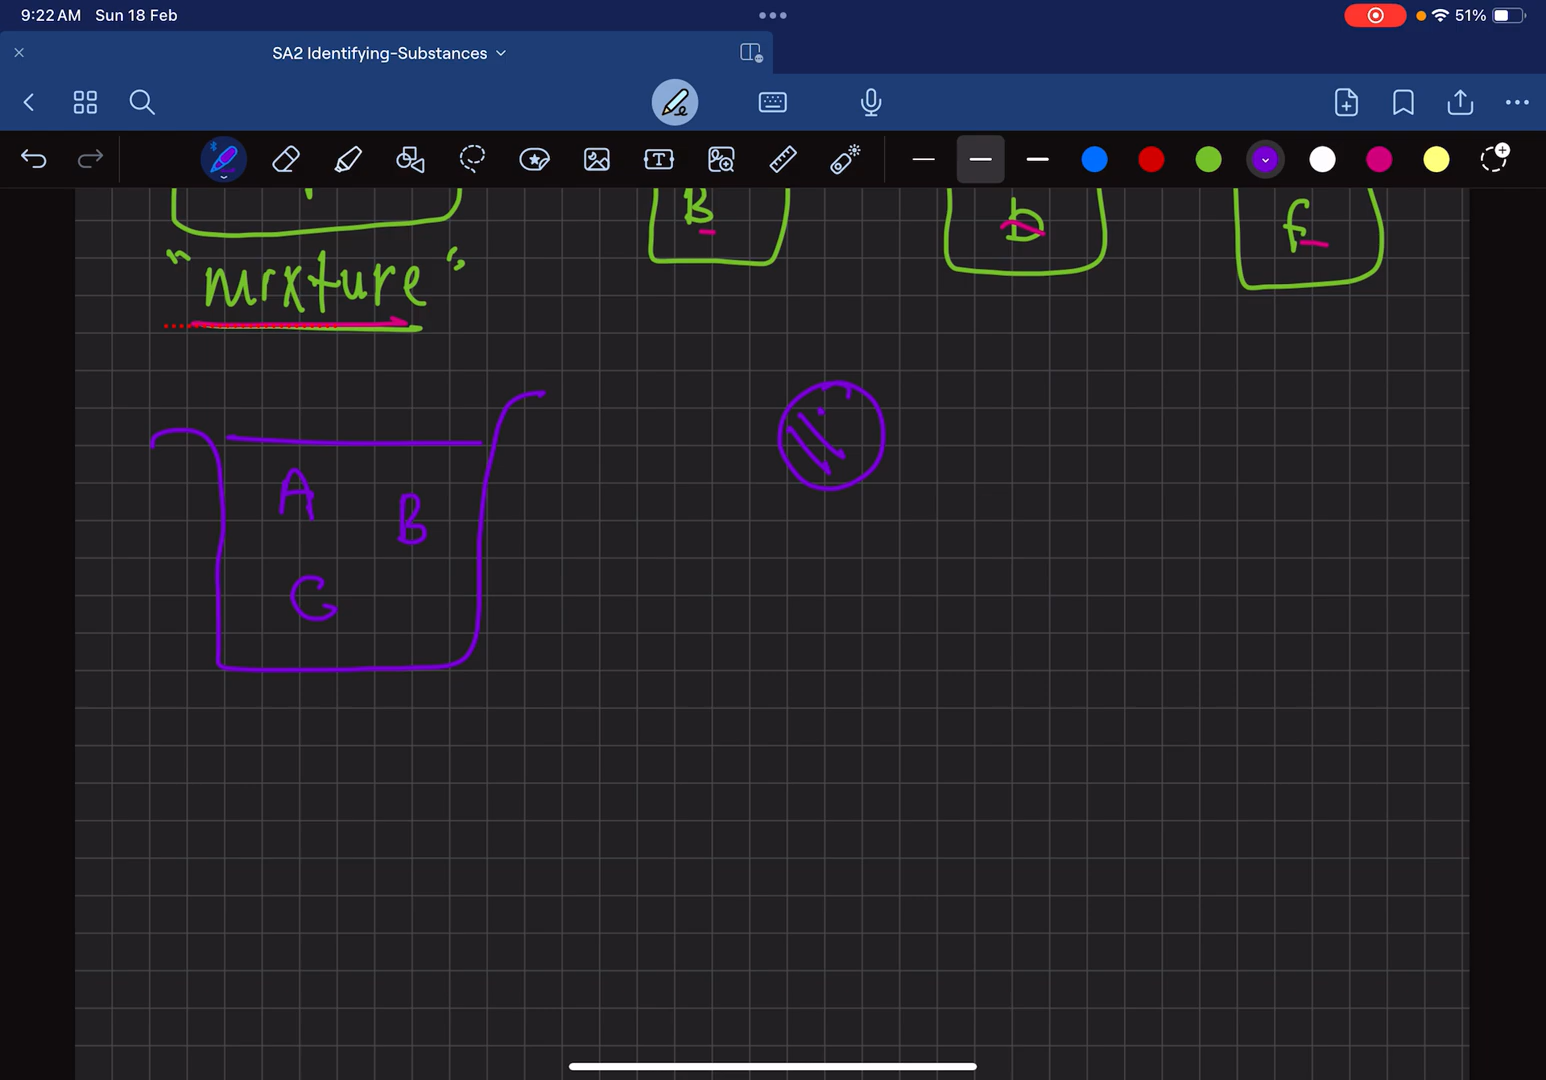 9:22 AM Sun 18 Feb
51%
SA2 Identifying-Substances
T
B
D
f
"mixture"
A
B
C